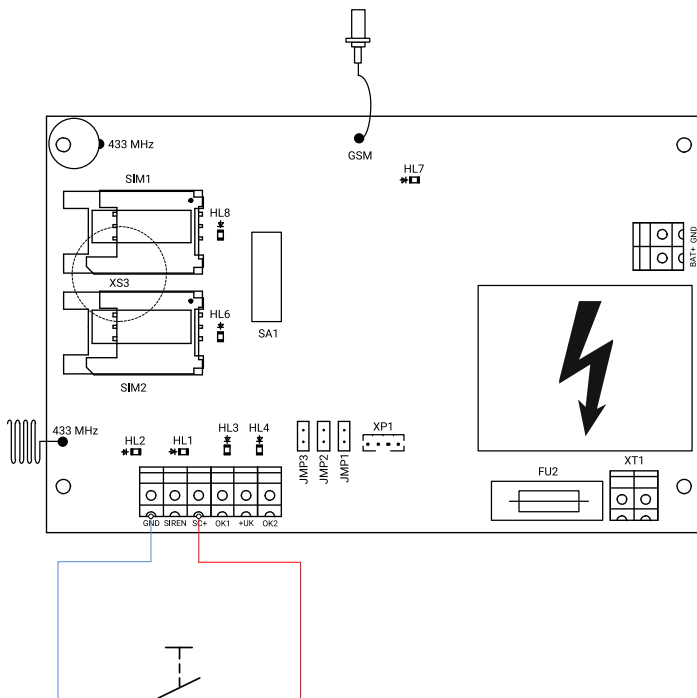 433 MHz
GSM
HL7
SIM1
HL8
BAT+ GND
XS3
HL6
SA1
SIM2
433 MHz
HL2
HL1
HL3
HL4
JMP3
JMP2
JMP1
XP1
FU2
XT1
GND SIREN SC+ OK1 +UK OK2